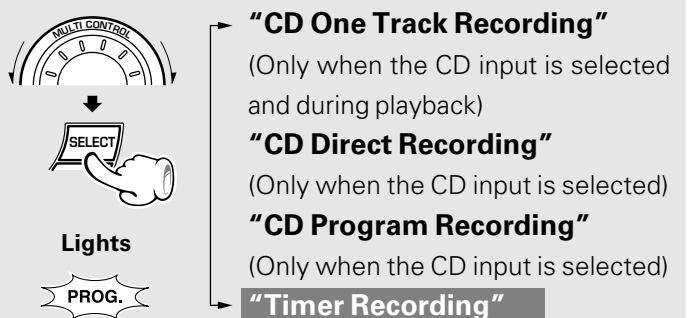 MULTI CONTROL
SELECT
Lights
PROG.
“CD One Track Recording”
(Only when the CD input is selected
and during playback)
“CD Direct Recording”
(Only when the CD input is selected)
“CD Program Recording”
(Only when the CD input is selected)
“Timer Recording”